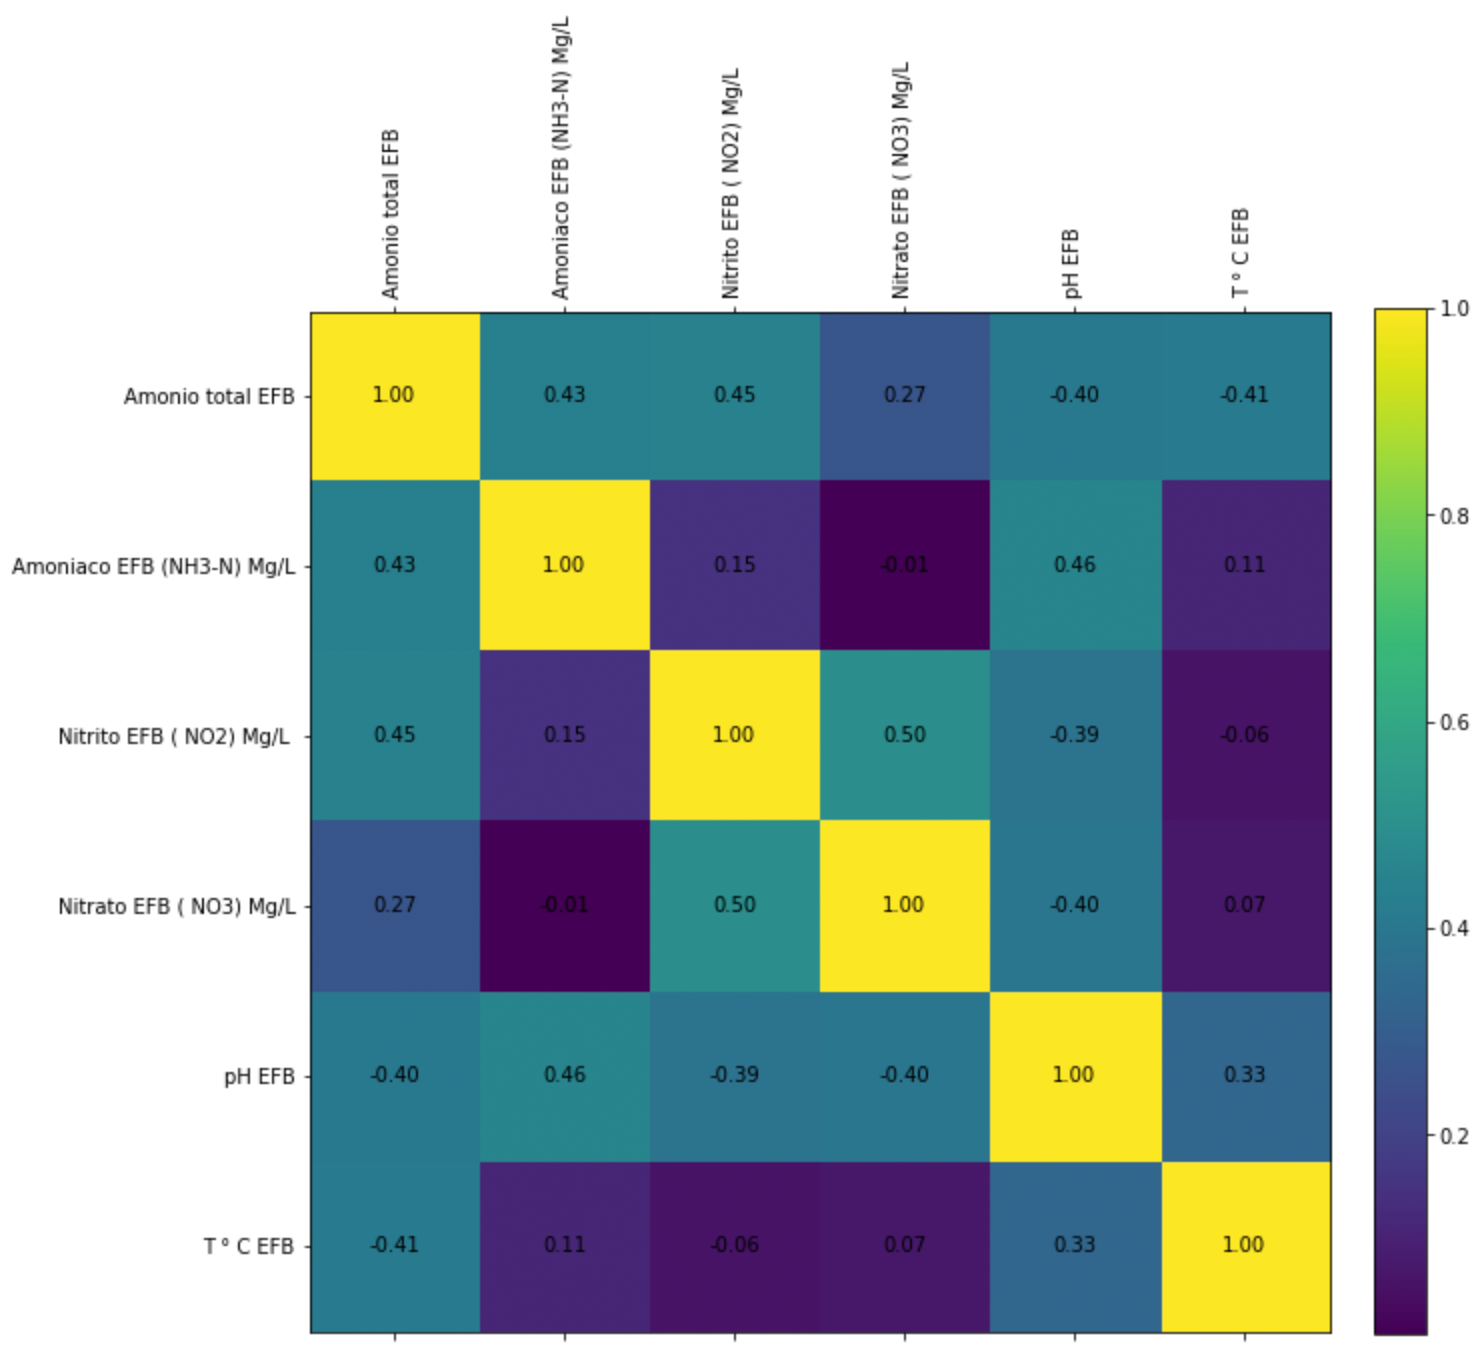 Amonio total EFB
Amoniaco EFB (NH3-N) Mg/L
Nitrito EFB ( NO2) Mg/L
Nitrato EFB ( NO3) Mg/L
pH EFB
T ° C EFB
Amonio total EFB 1.00 0.43 0.45 0.27 -0.40 -0.41
Amoniaco EFB (NH3-N) Mg/L 0.43 1.00 0.15 -0.01 0.46 0.11
Nitrito EFB ( NO2) Mg/L 0.45 0.15 1.00 0.50 -0.39 -0.06
Nitrato EFB ( NO3) Mg/L 0.27 -0.01 0.50 1.00 -0.40 0.07
pH EFB -0.40 0.46 -0.39 -0.40 1.00 0.33
T ° C EFB -0.41 0.11 -0.06 0.07 0.33 1.00
1.0
0.8
0.6
0.4
0.2